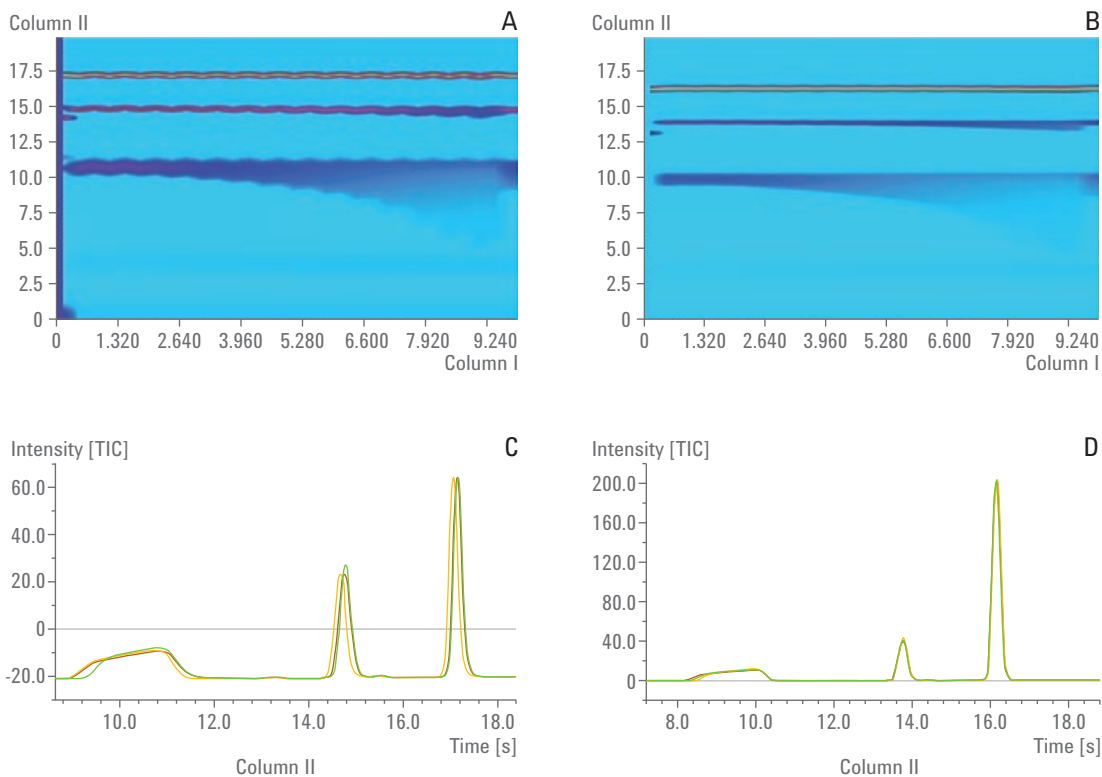 Column II
A
17.5
15.0
12.5
10.0
7.5
5.0
2.5
0
0 1.320 2.640 3.960 5.280 6.600 7.920 9.240
Column I
Column II
B
17.5
15.0
12.5
10.0
7.5
5.0
2.5
0
0 1.320 2.640 3.960 5.280 6.600 7.920 9.240
Column I
Intensity [TIC]
C
60.0
40.0
20.0
0
-20.0
10.0 12.0 14.0 16.0 18.0
Time [s]
Column II
Intensity [TIC]
D
200.0
160.0
120.0
80.0
40.0
0
8.0 10.0 12.0 14.0 16.0 18.0
Time [s]
Column II